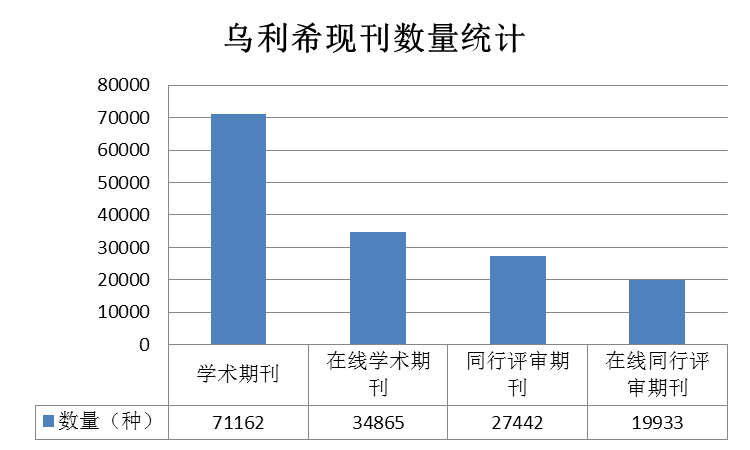 乌利希现刊数量统计
80000
70000
60000
50000
40000
30000
20000
10000
0
学术期刊
在线学术期
刊
同行评审期
刊
在线同行评
审期刊
数量（种） 71162 34865 27442 19933